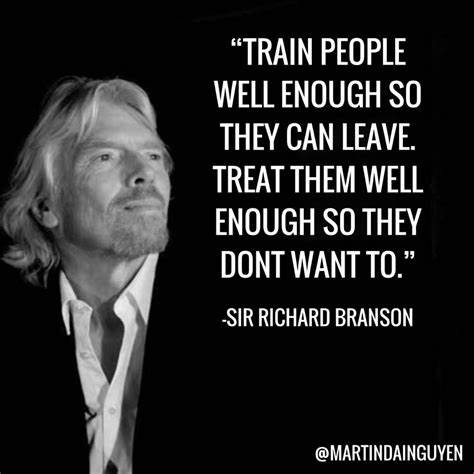 “TRAIN PEOPLE
WELL ENOUGH SO
THEY CAN LEAVE.
TREAT THEM WELL
ENOUGH SO THEY
DONT WANT TO.”
-SIR RICHARD BRANSON
@MARTINDAINGUYEN